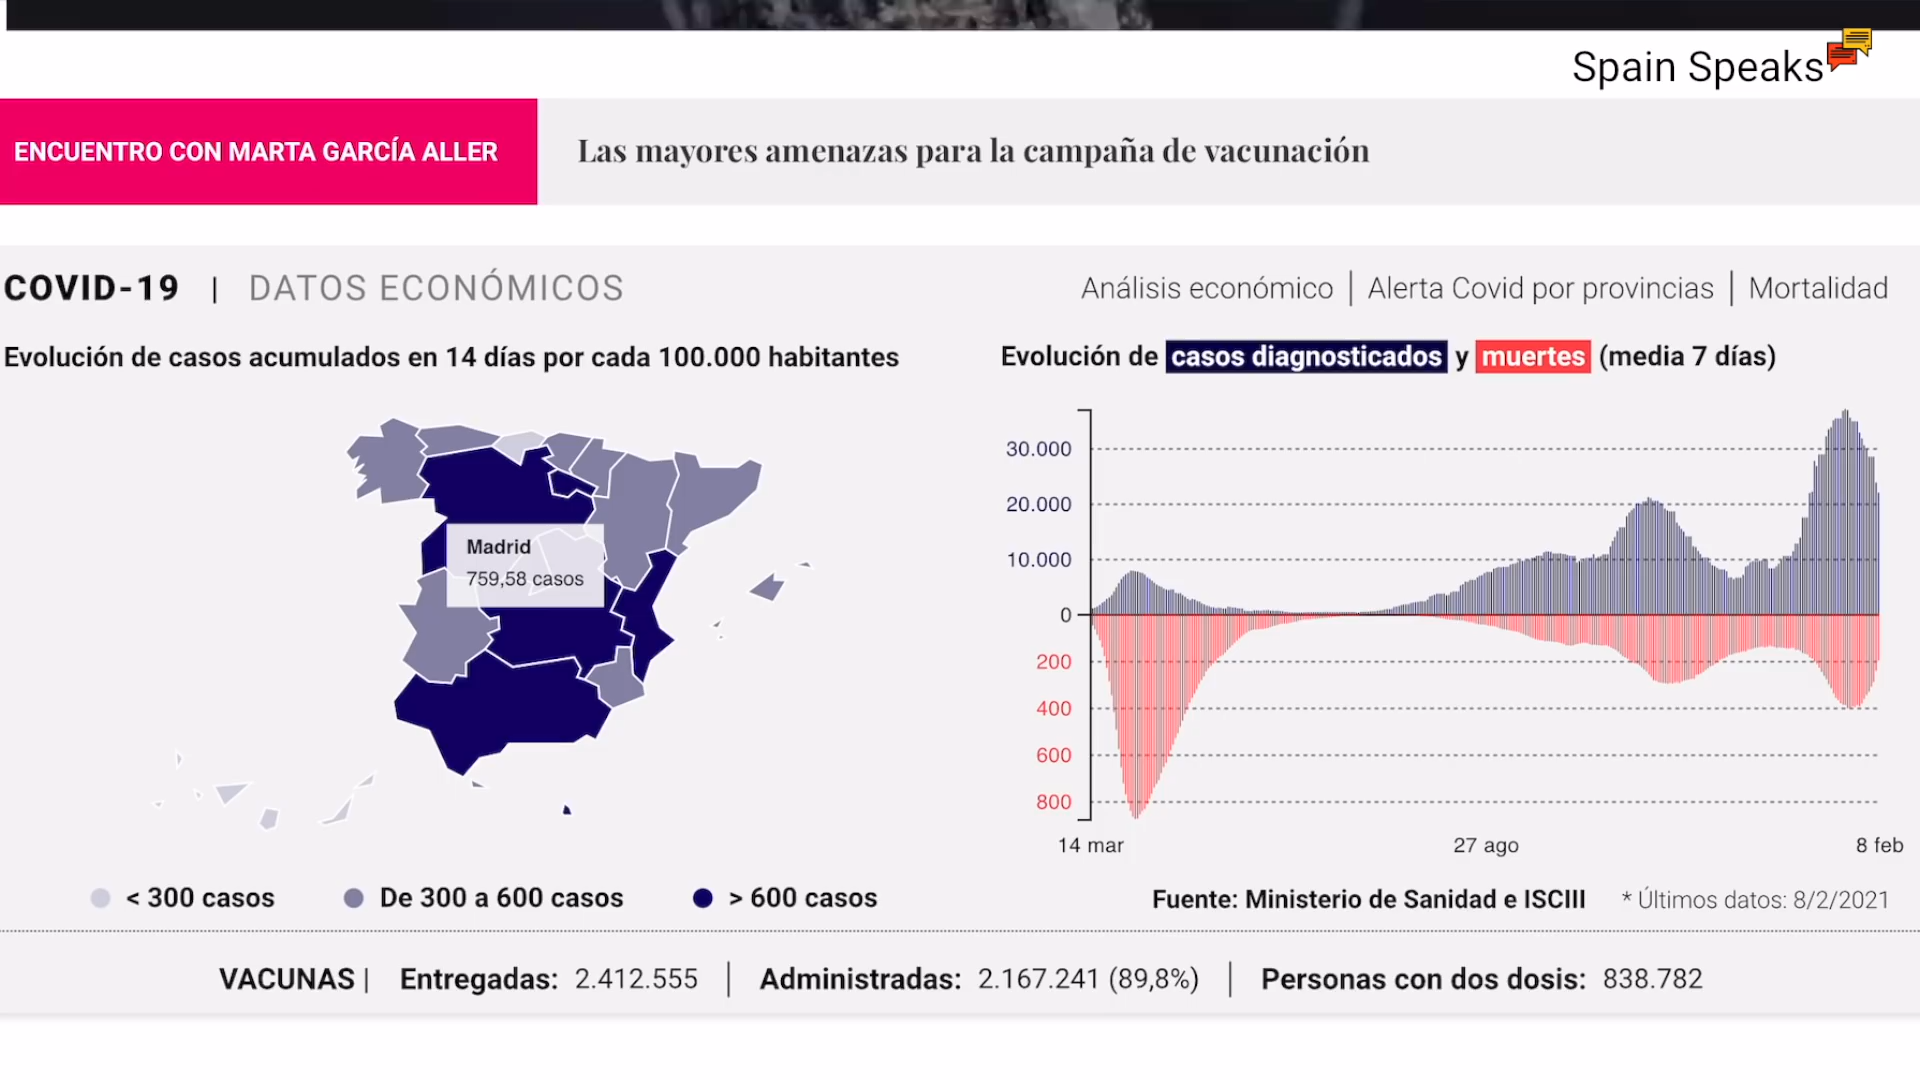 Spain Speaks
ENCUENTRO CON MARTA GARCÍA ALLER
Las mayores amenazas para la campaña de vacunación
COVID-19 | DATOS ECONÓMICOS
Análisis económico | Alerta Covid por provincias | Mortalidad
Evolución de casos acumulados en 14 días por cada 100.000 habitantes
Madrid
759,58 casos
< 300 casos
De 300 a 600 casos
> 600 casos
Evolución de casos diagnosticados y muertes (media 7 días)
30.000
20.000
10.000
0
200
400
600
800
14 mar
27 ago
8 feb
Fuente: Ministerio de Sanidad e ISCIII
* Últimos datos: 8/2/2021
VACUNAS | Entregadas: 2.412.555 | Administradas: 2.167.241 (89,8%) | Personas con dos dosis: 838.782